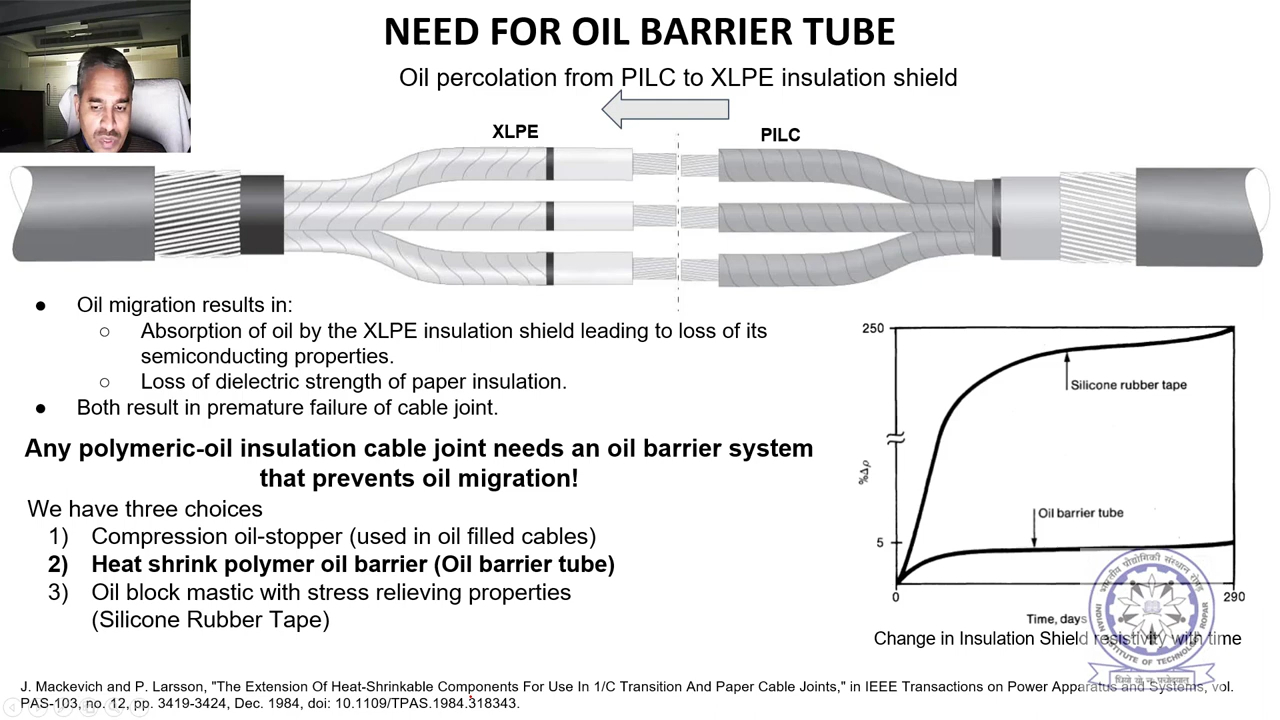 NEED FOR OIL BARRIER TUBE
Oil percolation from PILC to XLPE insulation shield
XLPE
PILC
● Oil migration results in:
○ Absorption of oil by the XLPE insulation shield leading to loss of its
semiconducting properties.
○ Loss of dielectric strength of paper insulation.
● Both result in premature failure of cable joint.
Any polymeric-oil insulation cable joint needs an oil barrier system
that prevents oil migration!
We have three choices
1) Compression oil-stopper (used in oil filled cables)
2) Heat shrink polymer oil barrier (Oil barrier tube)
3) Oil block mastic with stress relieving properties
(Silicone Rubber Tape)
250
Silicone rubber tape
%Δρ
Oil barrier tube
5
0
290
Time, days
Change in Insulation Shield resistivity with time
INDIAN INSTITUTE OF TECHNOLOGY ROPAR
J. Mackevich and P. Larsson, "The Extension Of Heat-Shrinkable Components For Use In 1/C Transition And Paper Cable Joints," in IEEE Transactions on Power Apparatus and Systems, vol.
PAS-103, no. 12, pp. 3419-3424, Dec. 1984, doi: 10.1109/TPAS.1984.318343.